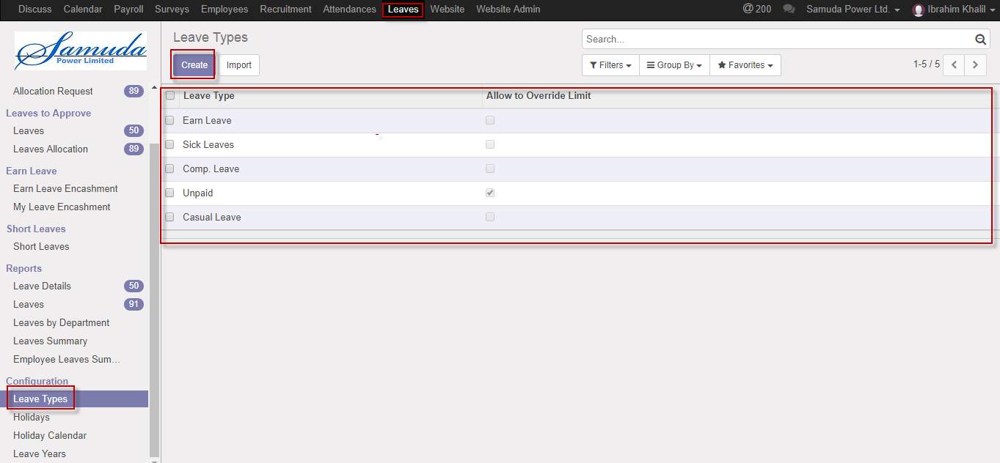 Discuss Calendar Payroll Surveys Employees Recruitment Attendances Leaves Website Website Admin @ 200 Samuda Power Ltd. Ibrahim Khalil
Samuda
Power Limited
Allocation Request 89
Leaves to Approve
Leaves 50
Leaves Allocation 89
Earn Leave
Earn Leave Encashment
My Leave Encashment
Short Leaves
Short Leaves
Reports
Leave Details 50
Leaves 91
Leaves by Department
Leaves Summary
Employee Leaves Sum...
Configuration
Leave Types
Holidays
Holiday Calendar
Leave Years
Leave Types
Search...
Create Import
Filters Group By Favorites 1-5 / 5
Leave Type Allow to Override Limit
Earn Leave
Sick Leaves
Comp. Leave
Unpaid
Casual Leave